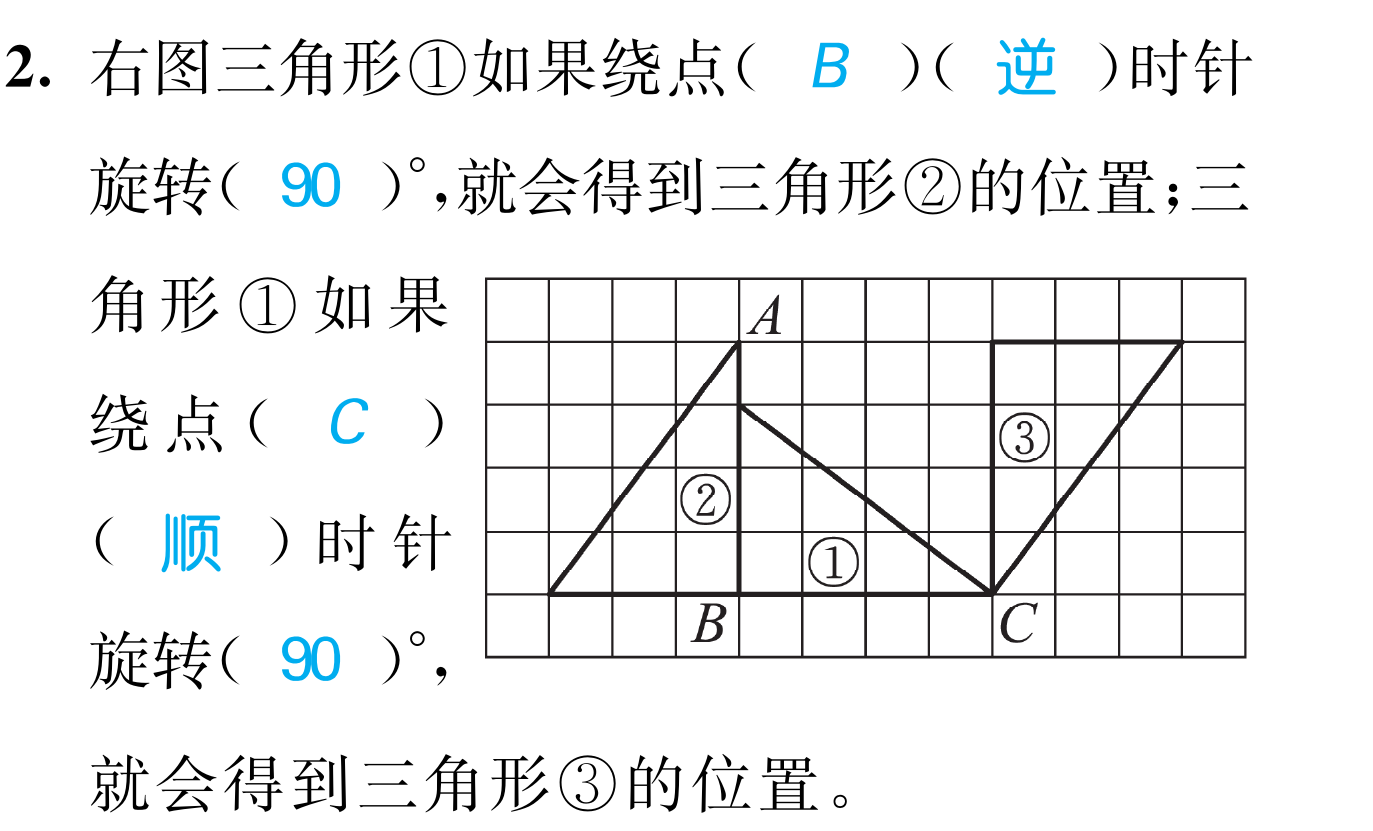 2. 右图三角形①如果绕点( B )( 逆 )时针
旋转( 90 )°,就会得到三角形②的位置;三
角形①如果
绕点( C )
( 顺 )时针
旋转( 90 )°,
就会得到三角形③的位置。
A
③
②
①
B
C